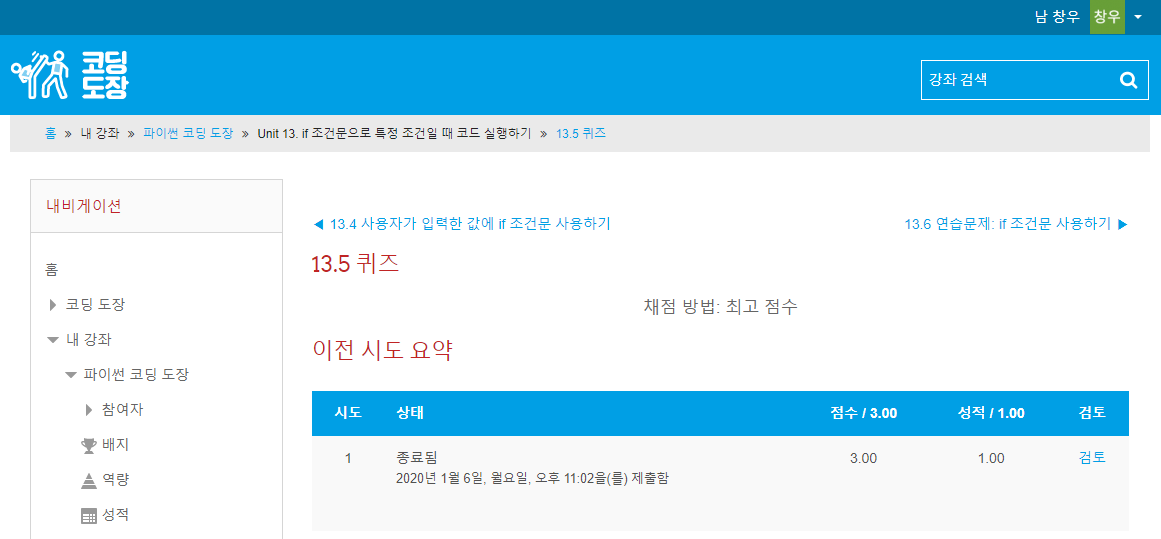 남 창우 창우
코딩
도장
강좌 검색
홈 » 내 강좌 » 파이썬 코딩 도장 » Unit 13. if 조건문으로 특정 조건일 때 코드 실행하기 » 13.5 퀴즈
내비게이션
홈
코딩 도장
내 강좌
파이썬 코딩 도장
참여자
배지
역량
성적
◀ 13.4 사용자가 입력한 값에 if 조건문 사용하기
13.6 연습문제: if 조건문 사용하기 ▶
13.5 퀴즈
채점 방법: 최고 점수
이전 시도 요약
시도 상태 점수 / 3.00 성적 / 1.00 검토
1 종료됨 3.00 1.00 검토
2020년 1월 6일, 월요일, 오후 11:02을(를) 제출함